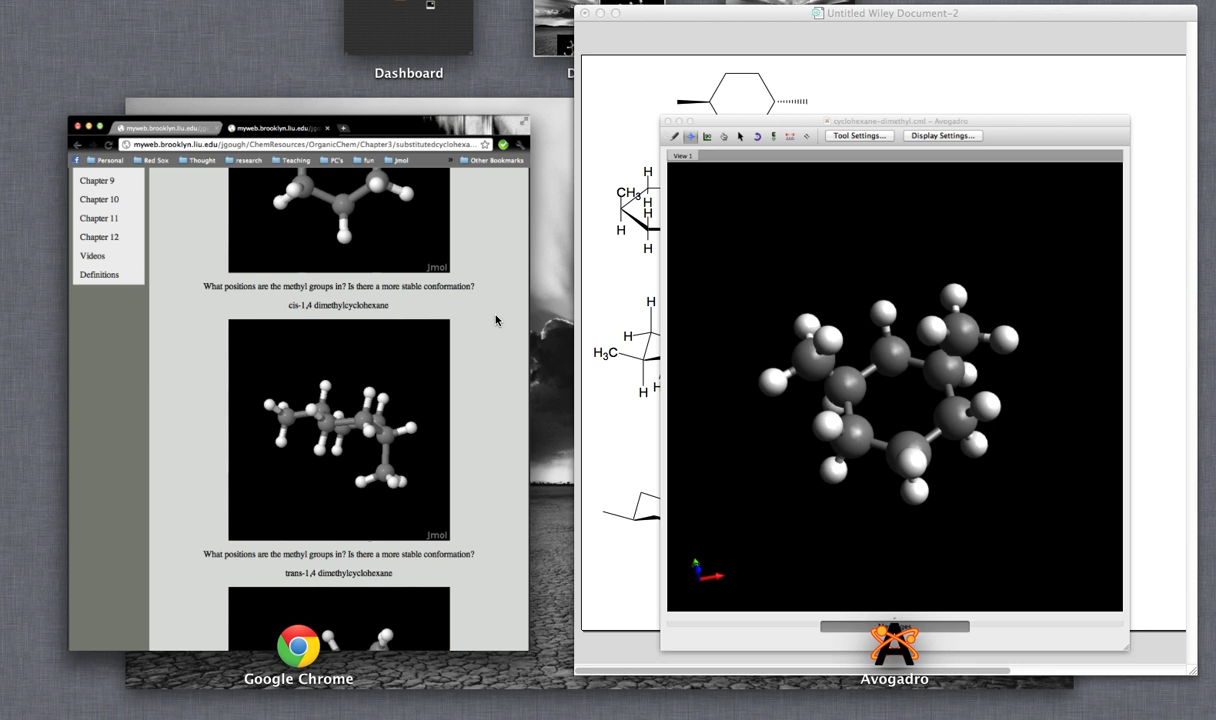 Dashboard
D
Untitled Wiley Document-2
myweb.brooklyn.liu.edu/jgo
myweb.brooklyn.liu.edu/jgo
myweb.brooklyn.liu.edu/jgough/ChemResources/OrganicChem/Chapter3/substitutedcyclohexa...
Personal Red Sox Thought research Teaching PC's fun Jmol » Other Bookmarks
Chapter 9
Chapter 10
Chapter 11
Chapter 12
Videos
Definitions
Jmol
What positions are the methyl groups in? Is there a more stable conformation?
cis-1,4 dimethylcyclohexane
Jmol
What positions are the methyl groups in? Is there a more stable conformation?
trans-1,4 dimethylcyclohexane
Google Chrome
H
CH3
H
H
H
H
H
H
H3C
H
H
cyclohexane-dimethyl.cml - Avogadro
Tool Settings... Display Settings...
View 1
Avogadro